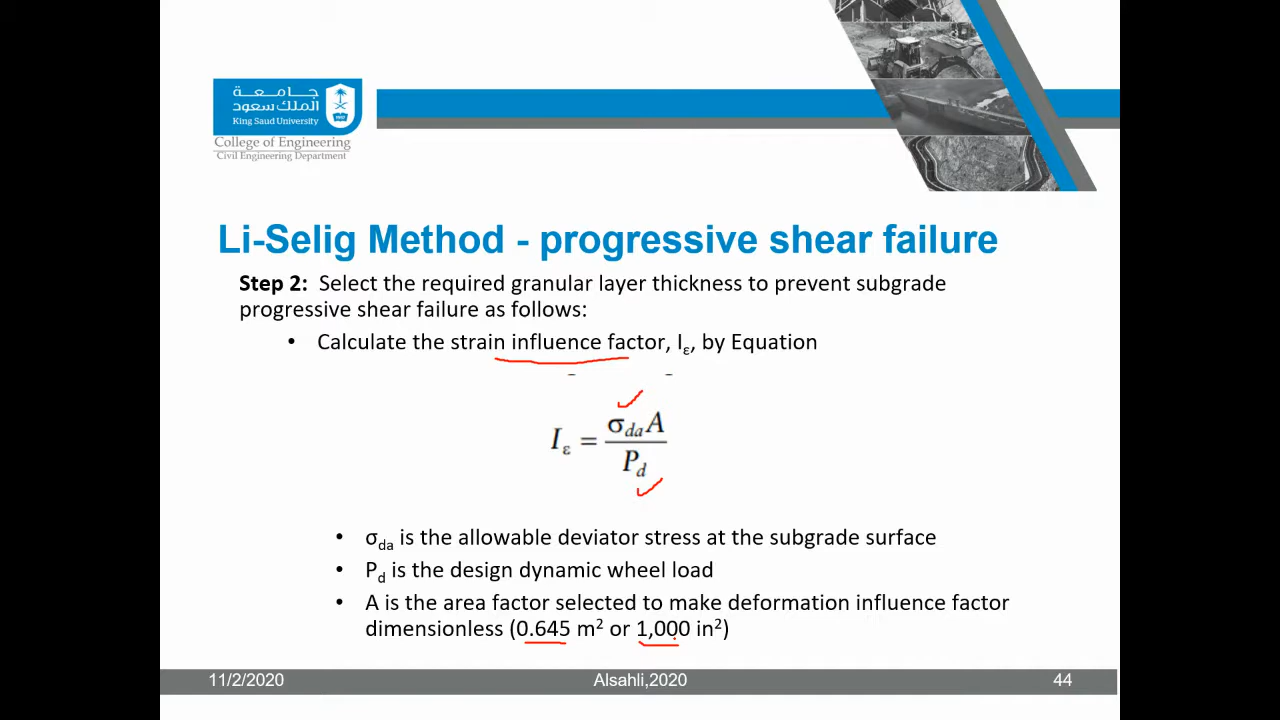 جـامـعـة
الملك سعود
King Saud University
1957
College of Engineering
Civil Engineering Department
Li-Selig Method - progressive shear failure
Step 2: Select the required granular layer thickness to prevent subgrade
progressive shear failure as follows:
• Calculate the strain influence factor, Iε, by Equation
Iε = σda A / Pd
• σda is the allowable deviator stress at the subgrade surface
• Pd is the design dynamic wheel load
• A is the area factor selected to make deformation influence factor
dimensionless (0.645 m² or 1,000 in²)
11/2/2020
Alsahli,2020
44